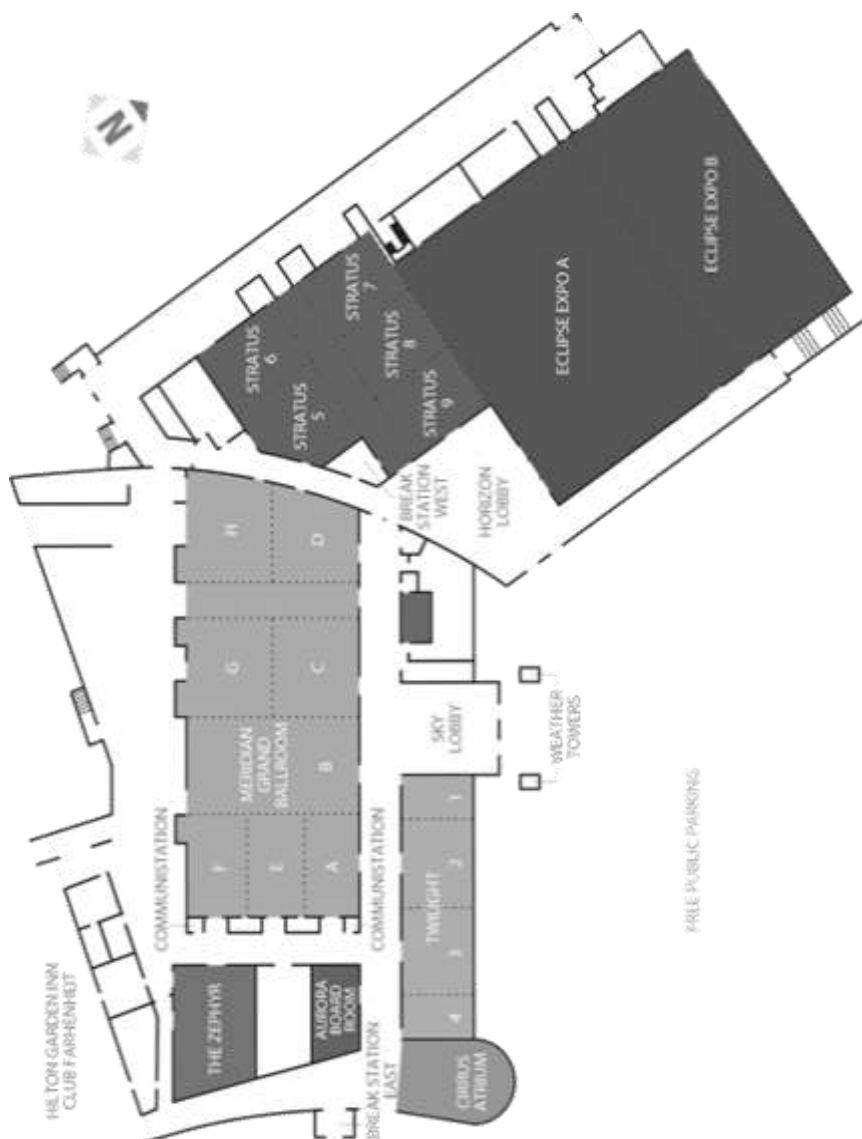 HILTON GARDEN INN
CLUB FARHENHEIT
N
COMMUNISTATION
THE ZEPHYR
F
G
H
E
MERIDIAN
GRAND
BALLROOM
A
B
C
D
AURORA
BOARD
ROOM
STRATUS
6
STRATUS
7
STRATUS
5
STRATUS
8
STRATUS
9
BREAK STATION
EAST
COMMUNISTATION
BREAK
STATION
WEST
TWILIGHT
4
3
2
1
SKY
LOBBY
HORIZON
LOBBY
CIRRUS
ATRIUM
WEATHER
TOWERS
ECLIPSE EXPO A
ECLIPSE EXPO B
FREE PUBLIC PARKING